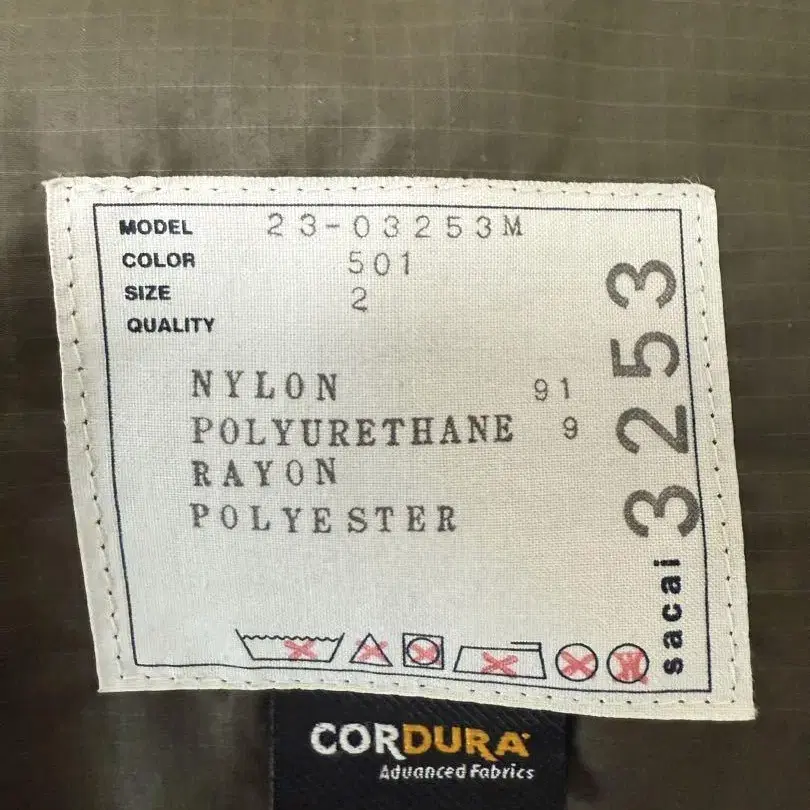 MODEL 23-03253M
COLOR 501
SIZE 2
QUALITY
NYLON 91
POLYURETHANE 9
RAYON
POLYESTER
sacai 3253
CORDURA
Advanced Fabrics